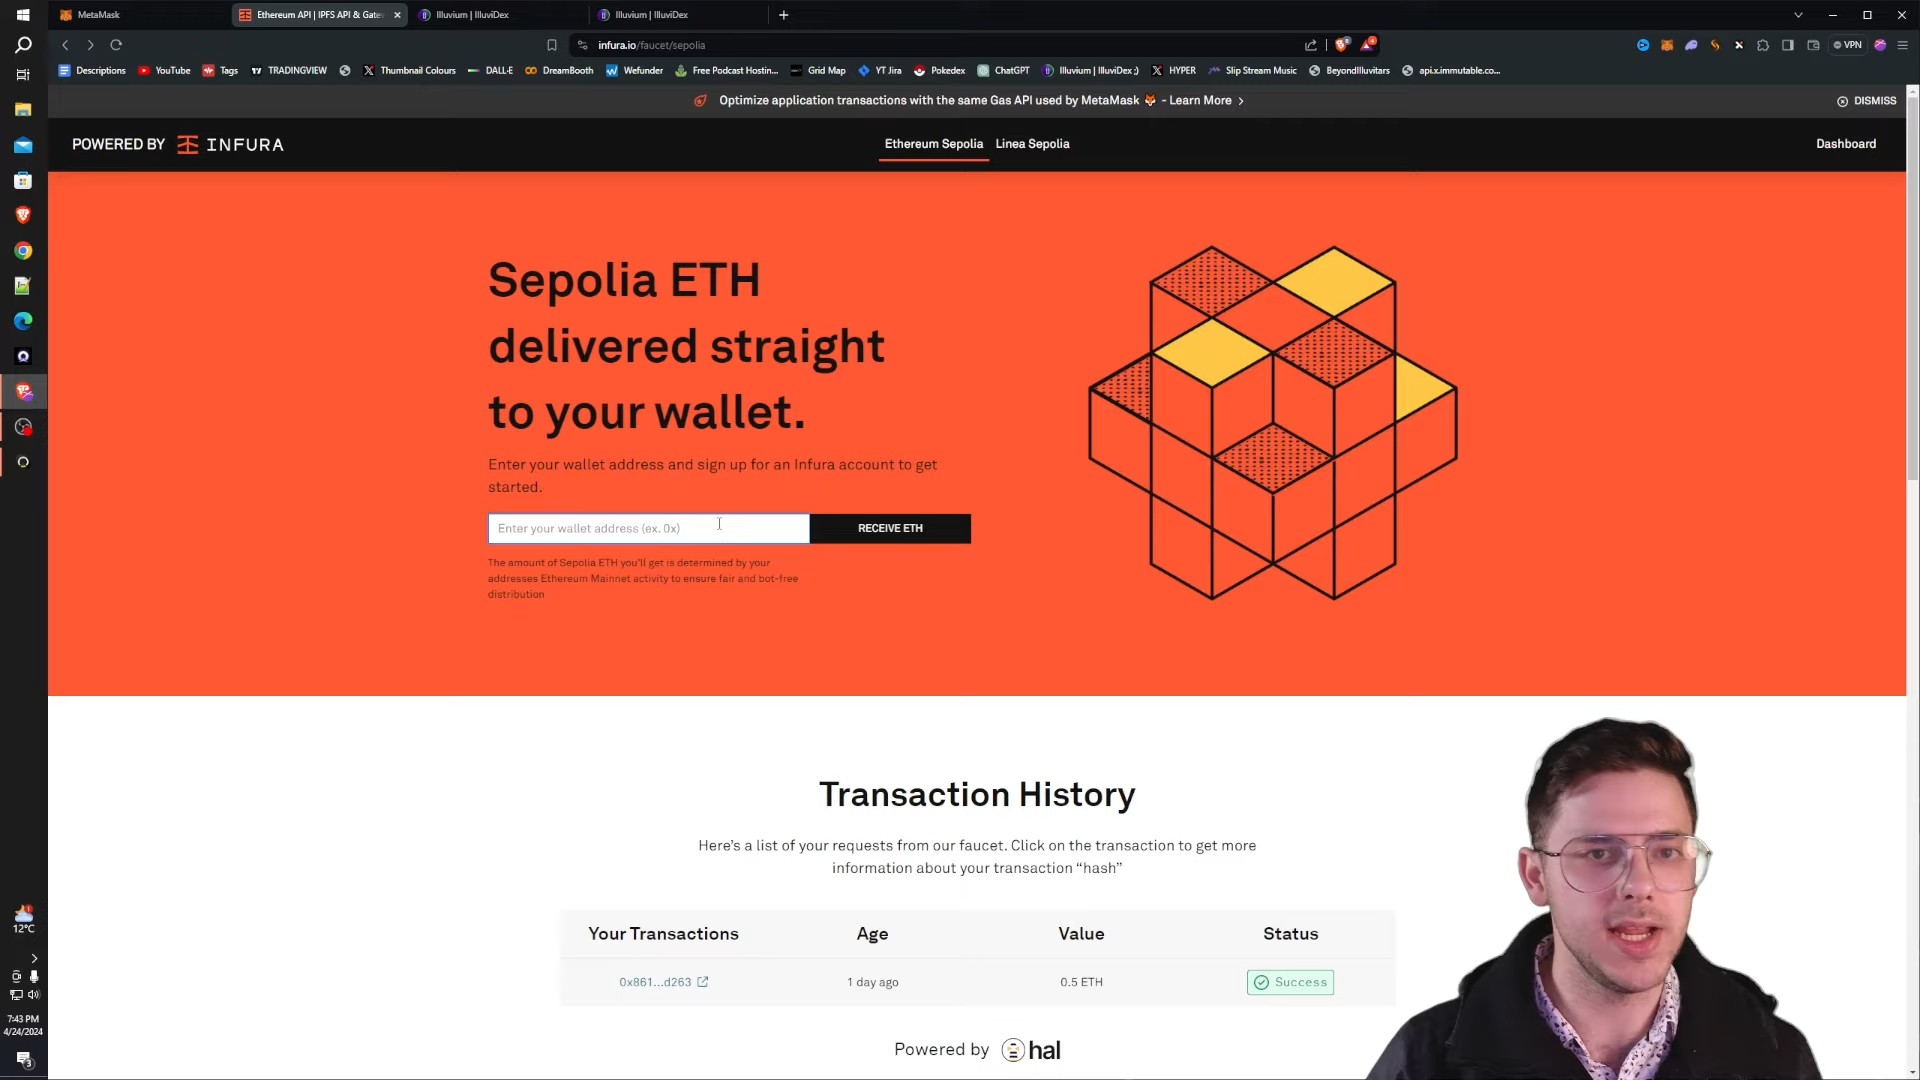 MetaMask
Ethereum API | IPFS API & Gate
Illuvium | IlluviDex
Illuvium | IlluviDex
infura.io/faucet/sepolia
VPN
Descriptions
YouTube
Tags
TRADINGVIEW
Thumbnail Colours
DALL·E
DreamBooth
Wefunder
Free Podcast Hostin...
Grid Map
YT Jira
Pokedex
ChatGPT
Illuvium | IlluviDex ;)
HYPER
Slip Stream Music
BeyondIlluvitars
api.x.immutable.co...
Optimize application transactions with the same Gas API used by MetaMask 🦊 - Learn More >
DISMISS
POWERED BY INFURA
Ethereum Sepolia
Linea Sepolia
Dashboard
Sepolia ETH
delivered straight
to your wallet.
Enter your wallet address and sign up for an Infura account to get
started.
Enter your wallet address (ex. 0x)
RECEIVE ETH
The amount of Sepolia ETH you'll get is determined by your
addresses Ethereum Mainnet activity to ensure fair and bot-free
distribution
Transaction History
Here's a list of your requests from our faucet. Click on the transaction to get more
information about your transaction “hash”
Your Transactions Age Value Status
0x861...d263 1 day ago 0.5 ETH Success
Powered by hal
12°C
7:43 PM
4/24/2024
3